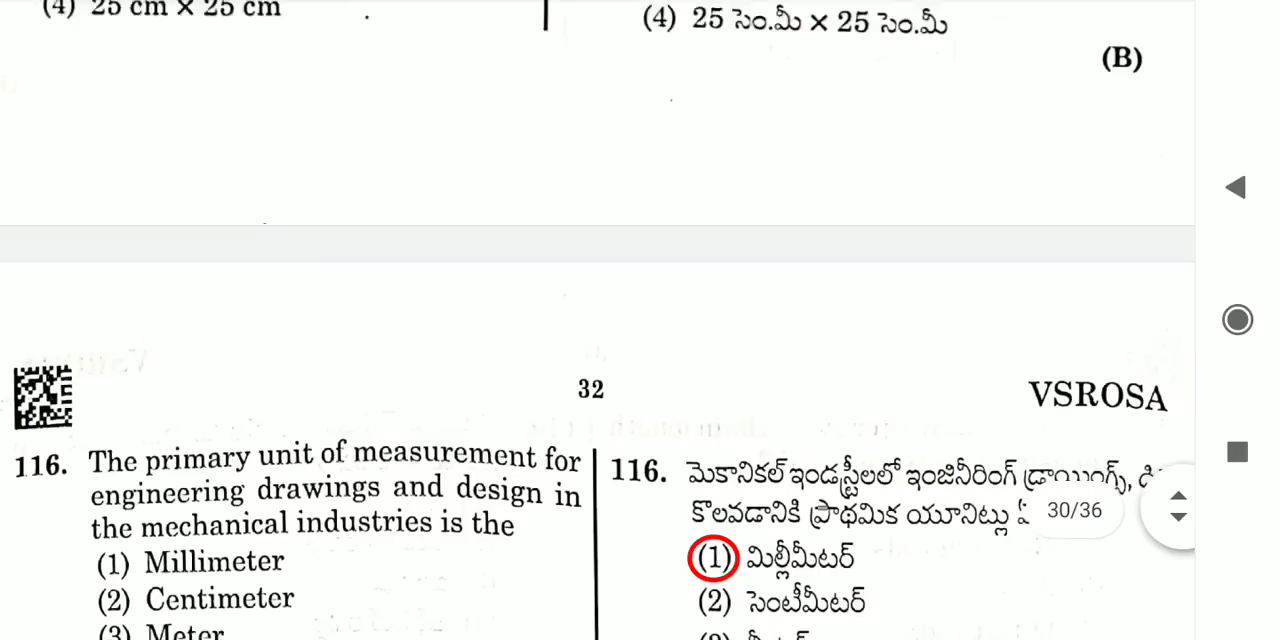 (4) 25 cm × 25 cm
(4) 25 సెం.మీ × 25 సెం.మీ
(B)
32
VSROSA
116. The primary unit of measurement for
engineering drawings and design in
the mechanical industries is the
(1) Millimeter
(2) Centimeter
(3) Meter
116. మెకానికల్ ఇండస్ట్రీలలో ఇంజినీరింగ్ డ్రాయింగ్స్,
కొలవడానికి ప్రాథమిక యూనిట్లు
(1) మిల్లీమీటర్
(2) సెంటీమీటర్
30/36